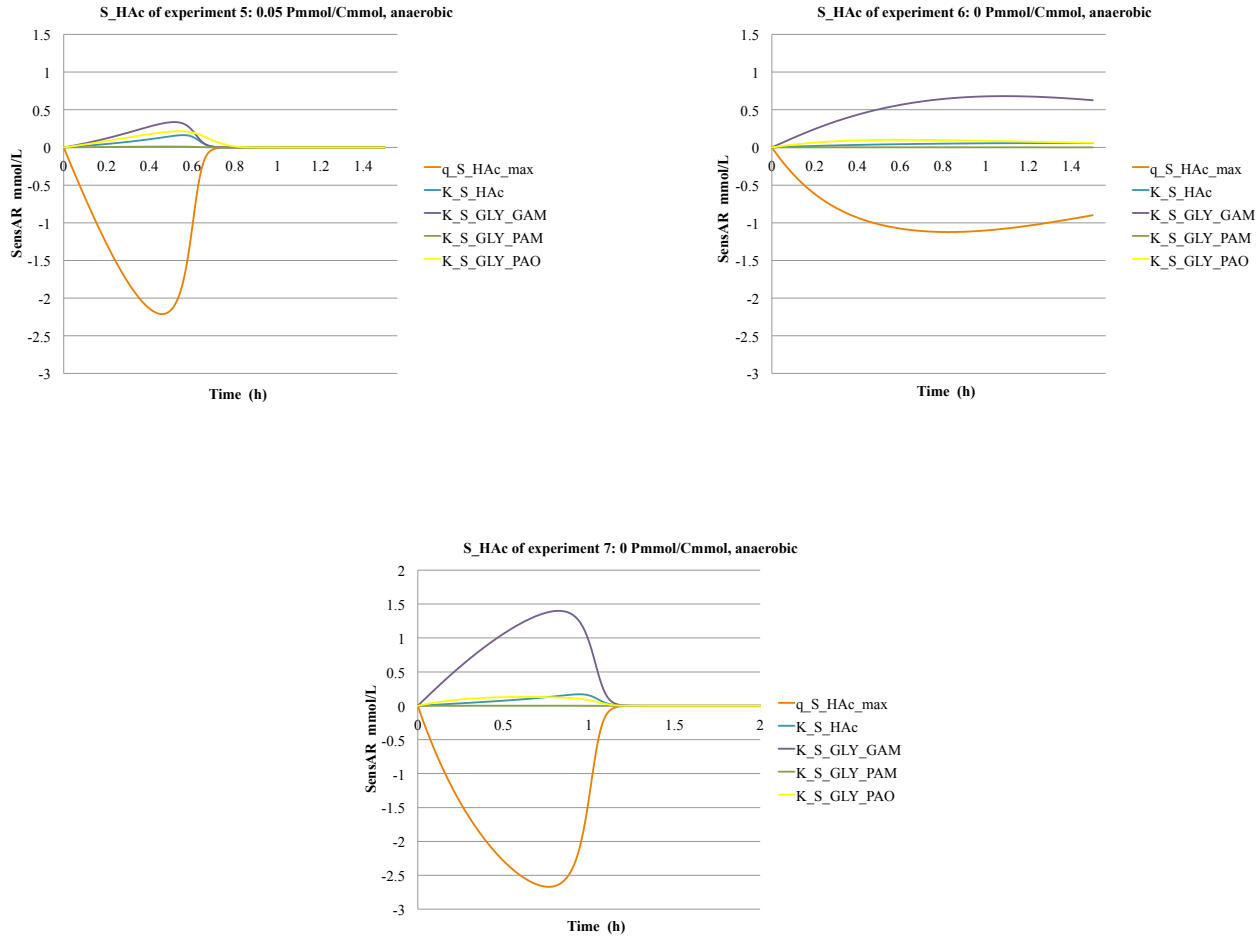 S_HAc of experiment 5: 0.05 Pmmol/Cmmol, anaerobic
1.5
1
0.5
0
-0.5
-1
-1.5
-2
-2.5
-3
0 0.2 0.4 0.6 0.8 1 1.2 1.4
SensAR mmol/L
Time (h)
q_S_HAc_max
K_S_HAc
K_S_GLY_GAM
K_S_GLY_PAM
K_S_GLY_PAO
S_HAc of experiment 6: 0 Pmmol/Cmmol, anaerobic
1.5
1
0.5
0
-0.5
-1
-1.5
-2
-2.5
-3
0 0.2 0.4 0.6 0.8 1 1.2 1.4
SensAR mmol/L
Time (h)
q_S_HAc_max
K_S_HAc
K_S_GLY_GAM
K_S_GLY_PAM
K_S_GLY_PAO
S_HAc of experiment 7: 0 Pmmol/Cmmol, anaerobic
2
1.5
1
0.5
0
-0.5
-1
-1.5
-2
-2.5
-3
0 0.5 1 1.5 2
SensAR mmol/L
Time (h)
q_S_HAc_max
K_S_HAc
K_S_GLY_GAM
K_S_GLY_PAM
K_S_GLY_PAO